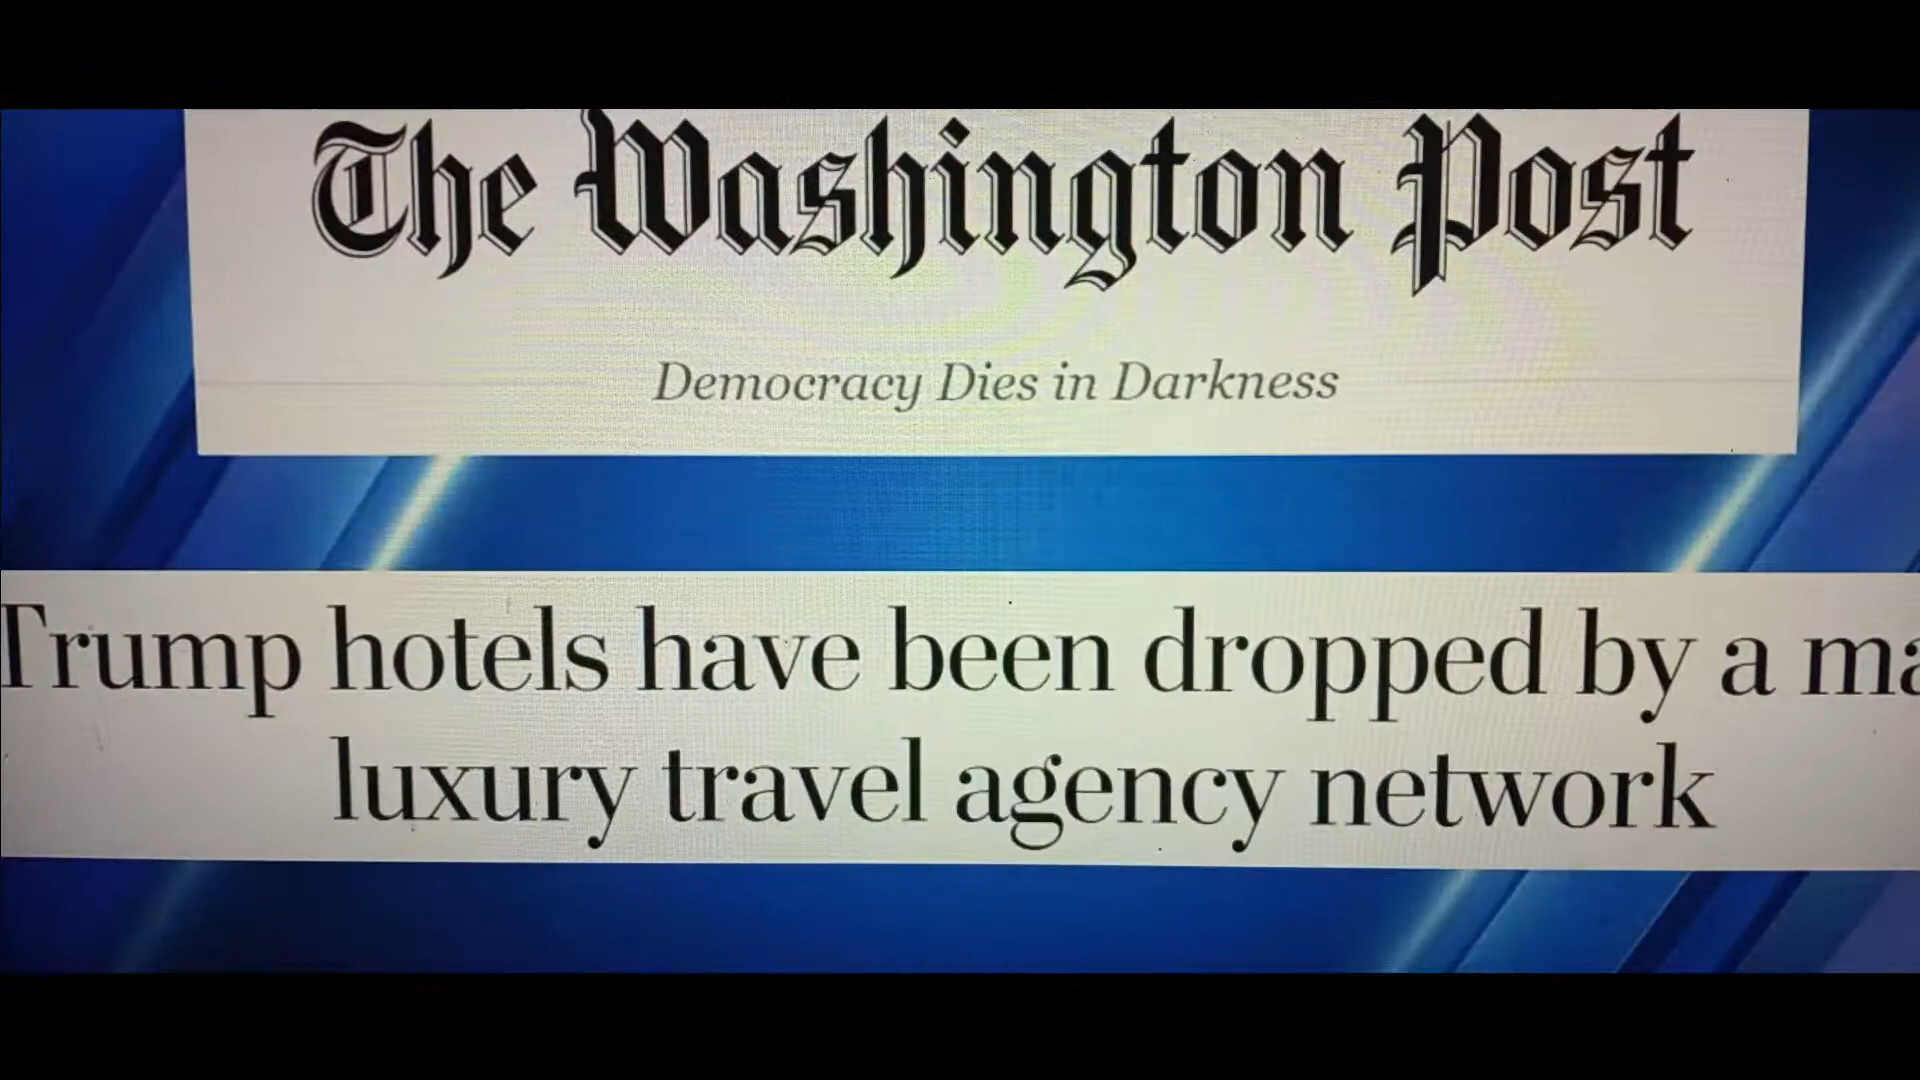 The Washington Post
Democracy Dies in Darkness
Trump hotels have been dropped by a
luxury travel agency network